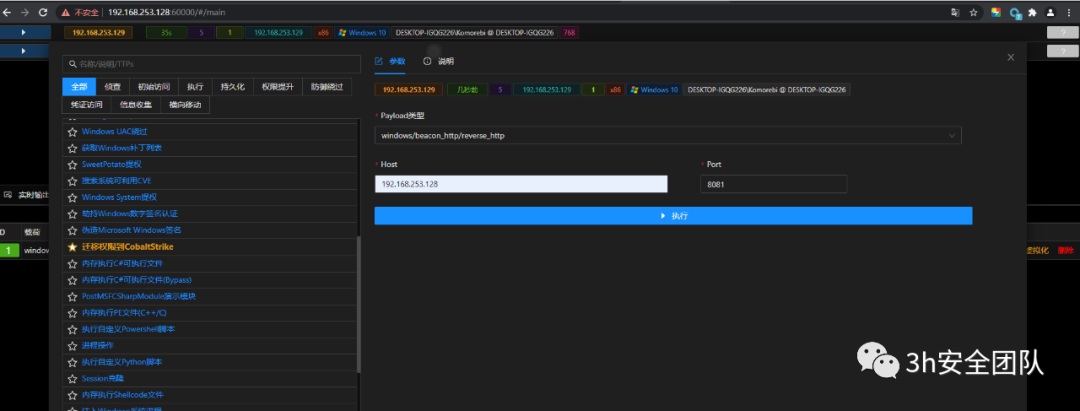 不安全 192.168.253.128:60000/#/main
192.168.253.129 35s 5 1 192.168.253.129 x86 Windows 10 DESKTOP-IGQG226\Komorebi @ DESKTOP-IGQG226 768
?
?
名称/说明/TTPs
全部 侦查 初始访问 执行 持久化 权限提升 防御绕过
凭证访问 信息收集 横向移动
Windows UAC绕过
获取Windows补丁列表
SweetPotato提权
搜索系统可利用CVE
Windows System提权
劫持Windows数字签名认证
伪造Microsoft Windows签名
迁移权限到CobaltStrike
内存执行C#可执行文件
内存执行C#可执行文件(Bypass)
PostMSFCSharpModule演示模块
内存执行PE文件(C++/C)
执行自定义Powershell脚本
进程操作
执行自定义Python脚本
Session克隆
内存执行Shellcode文件
参数 说明
192.168.253.129 几秒前 5 192.168.253.129 1 x86 Windows 10 DESKTOP-IGQG226\Komorebi @ DESKTOP-IGQG226
* Payload类型
windows/beacon_http/reverse_http
* Host
* Port
192.168.253.128
8081
执行
实时输出
D 载荷
1 window
虚拟化 删除
3h安全团队